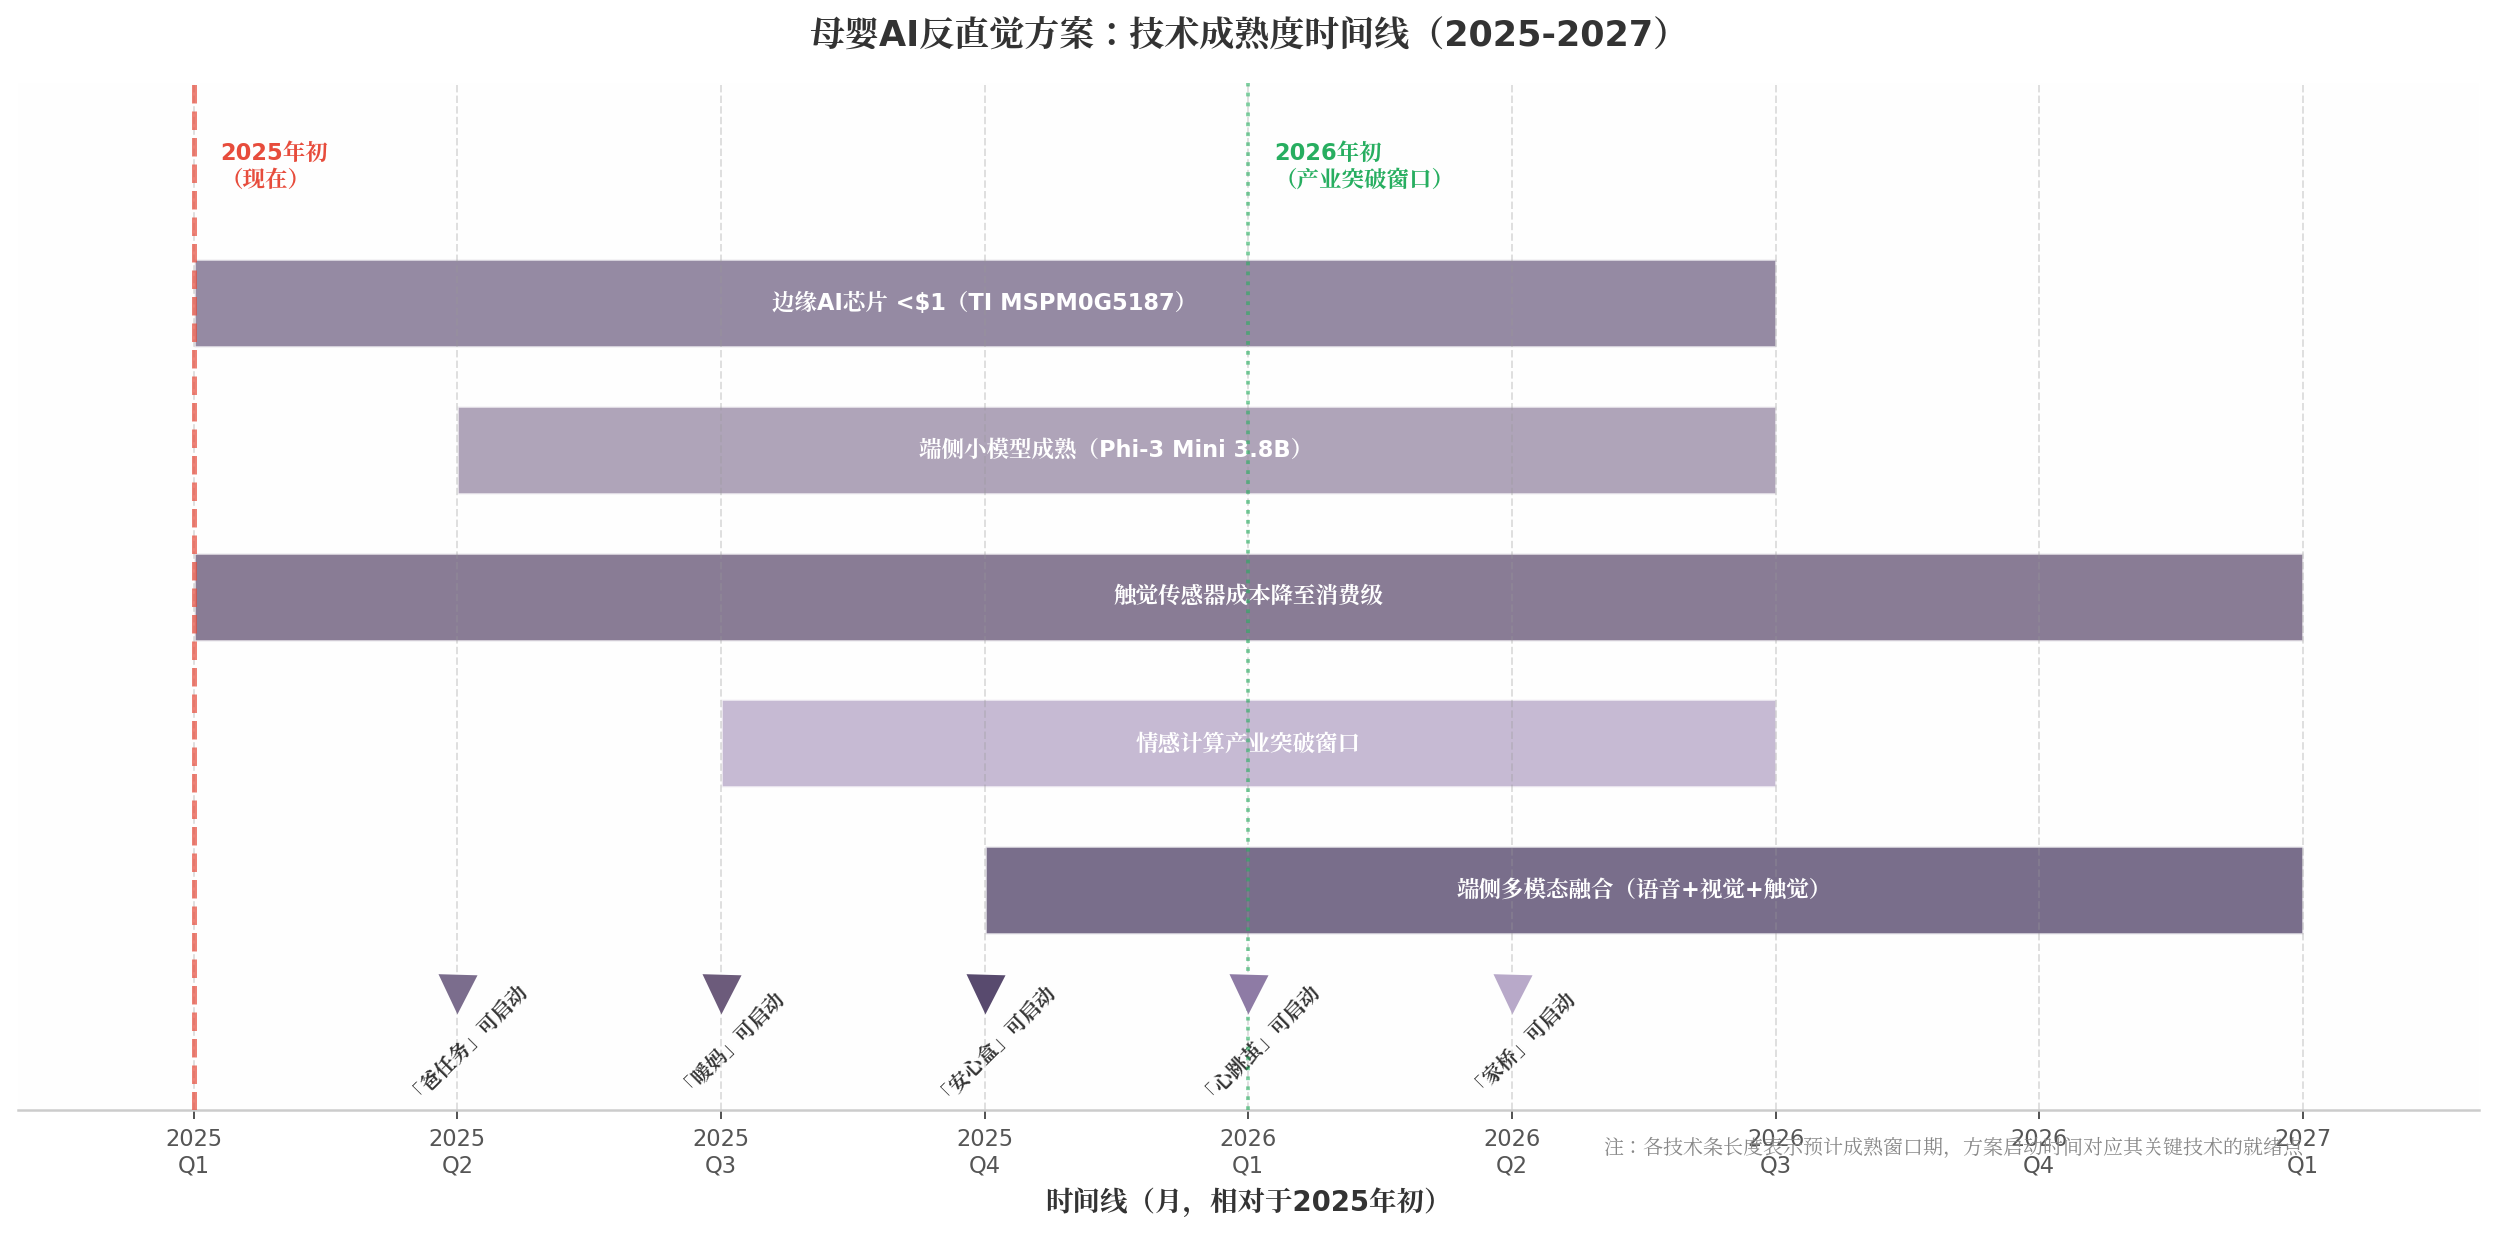 母婴AI反直觉方案：技术成熟度时间线（2025-2027）
2025年初
（现在）
2026年初
（产业突破窗口）
边缘AI芯片 <$1（TI MSPM0G5187）
端侧小模型成熟（Phi-3 Mini 3.8B）
触觉传感器成本降至消费级
情感计算产业突破窗口
端侧多模态融合（语音+视觉+触觉）
「爸任务」可启动
「暖妈」可启动
「安心盒」可启动
「心跳茧」可启动
「家桥」可启动
2025
Q1
2025
Q2
2025
Q3
2025
Q4
2026
Q1
2026
Q2
2026
Q3
2026
Q4
2027
Q1
注：各技术条长度表示预计成熟窗口期，方案启动时间对应其关键技术的就绪点
时间线（月，相对于2025年初）